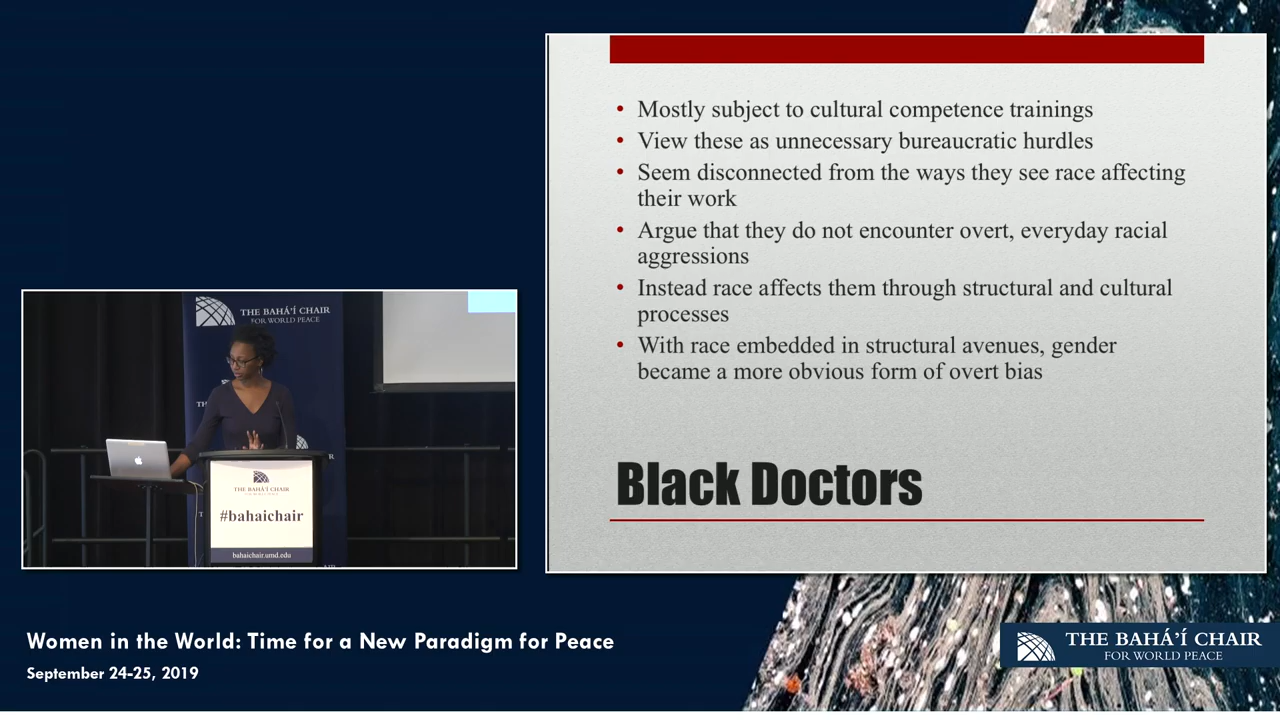 Mostly subject to cultural competence trainings
View these as unnecessary bureaucratic hurdles
Seem disconnected from the ways they see race affecting
their work
Argue that they do not encounter overt, everyday racial
aggressions
Instead race affects them through structural and cultural
processes
With race embedded in structural avenues, gender
became a more obvious form of overt bias
Black Doctors
THE BAHÁ'Í CHAIR
FOR WORLD PEACE
TH
T
R
THE BAHÁ'Í CHAIR
FOR WORLD PEACE
#bahaichair
bahaichair.umd.edu
Women in the World: Time for a New Paradigm for Peace
September 24-25, 2019
THE BAHÁ'Í CHAIR
FOR WORLD PEACE